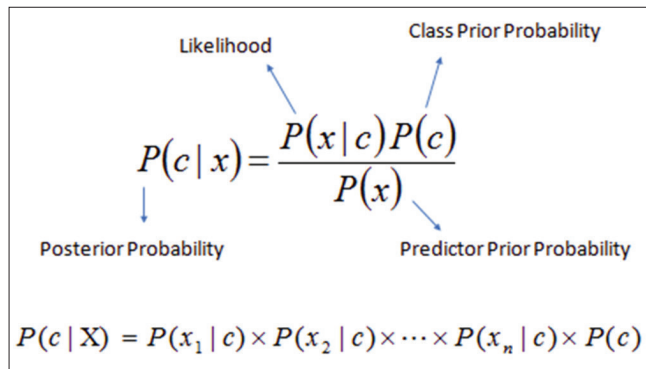 Likelihood
Class Prior Probability
P(c | x) = P(x | c)P(c) / P(x)
Posterior Probability
Predictor Prior Probability
P(c | X) = P(x₁ | c) × P(x₂ | c) × ··· × P(xₙ | c) × P(c)